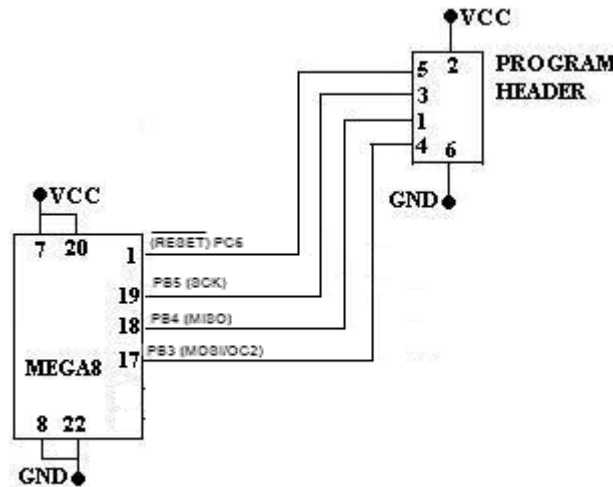 VCC
PROGRAM
HEADER
5
2
3
1
4
6
GND
VCC
7
20
1
(RESET) PC6
19
PB5 (SCK)
18
PB4 (MISO)
17
PB3 (MOSI/OC2)
MEGA8
8
22
GND